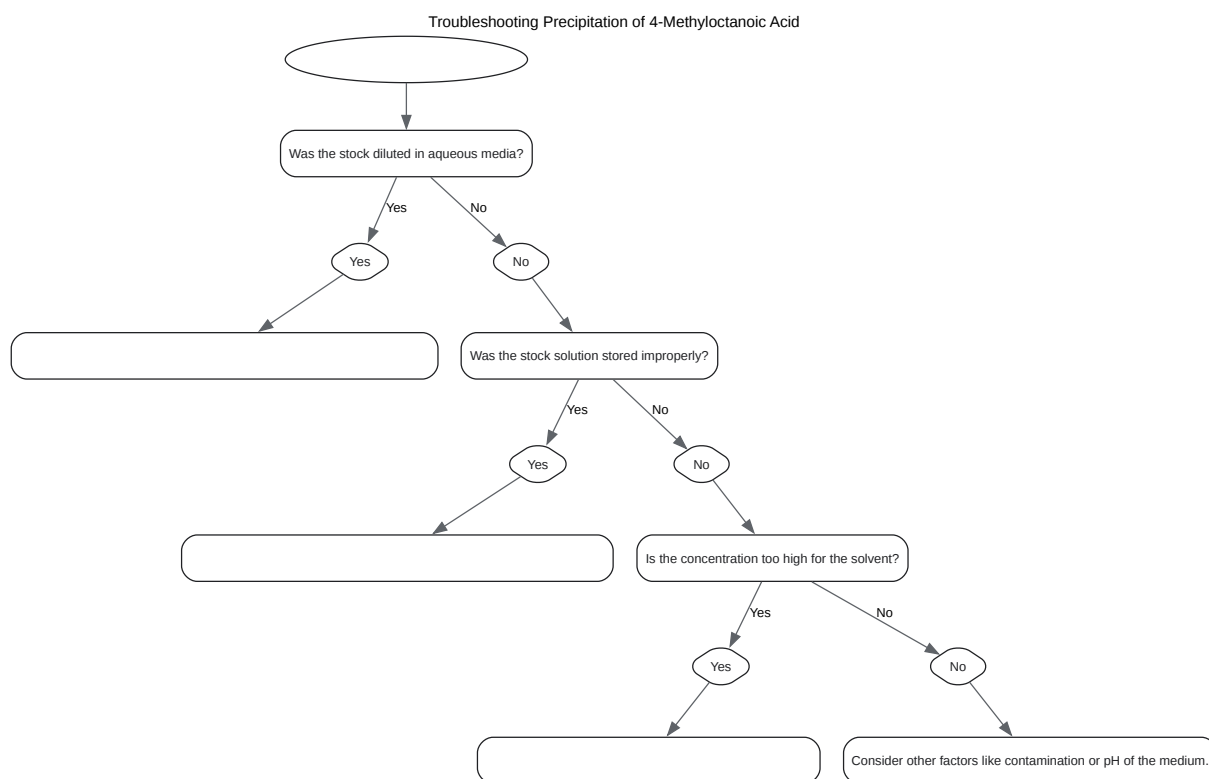 Troubleshooting Precipitation of 4-Methyloctanoic Acid
Was the stock diluted in aqueous media?
Yes
No
Yes
No
Was the stock solution stored improperly?
Yes
No
Yes
No
Is the concentration too high for the solvent?
Yes
No
Yes
No
Consider other factors like contamination or pH of the medium.